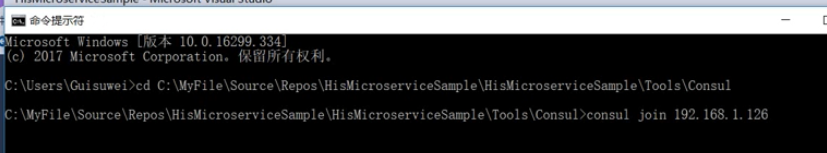 HisMicroserviceSample - Microsoft Visual Studio
命令提示符
Microsoft Windows [版本 10.0.16299.334]
(c) 2017 Microsoft Corporation。保留所有权利。
C:\Users\Guisuwei>cd C:\MyFile\Source\Repos\HisMicroserviceSample\HisMicroserviceSample\Tools\Consul
C:\MyFile\Source\Repos\HisMicroserviceSample\HisMicroserviceSample\Tools\Consul>consul join 192.168.1.126